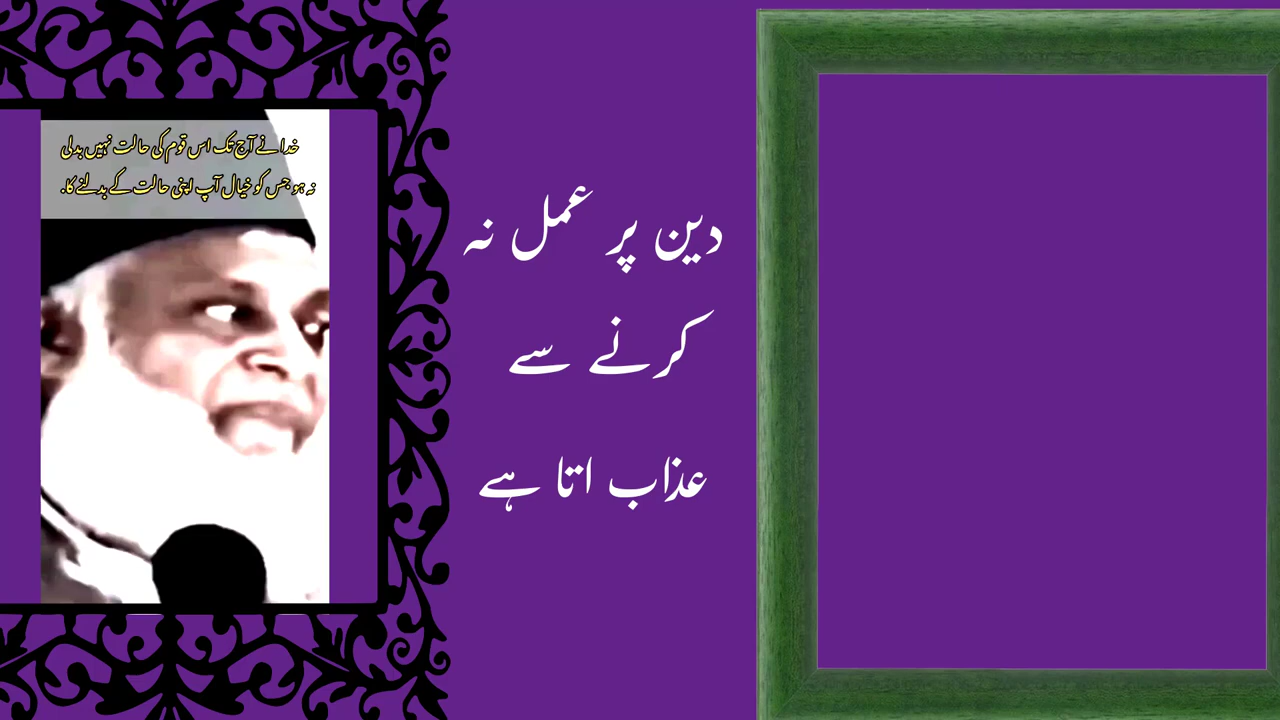 خدا نے آج تک اس قوم کی حالت نہیں بدلی
نہ ہو جس کو خیال آپ اپنی حالت کے بدلنے کا.
دین پر عمل نہ
کرنے سے
عذاب اتا ہے